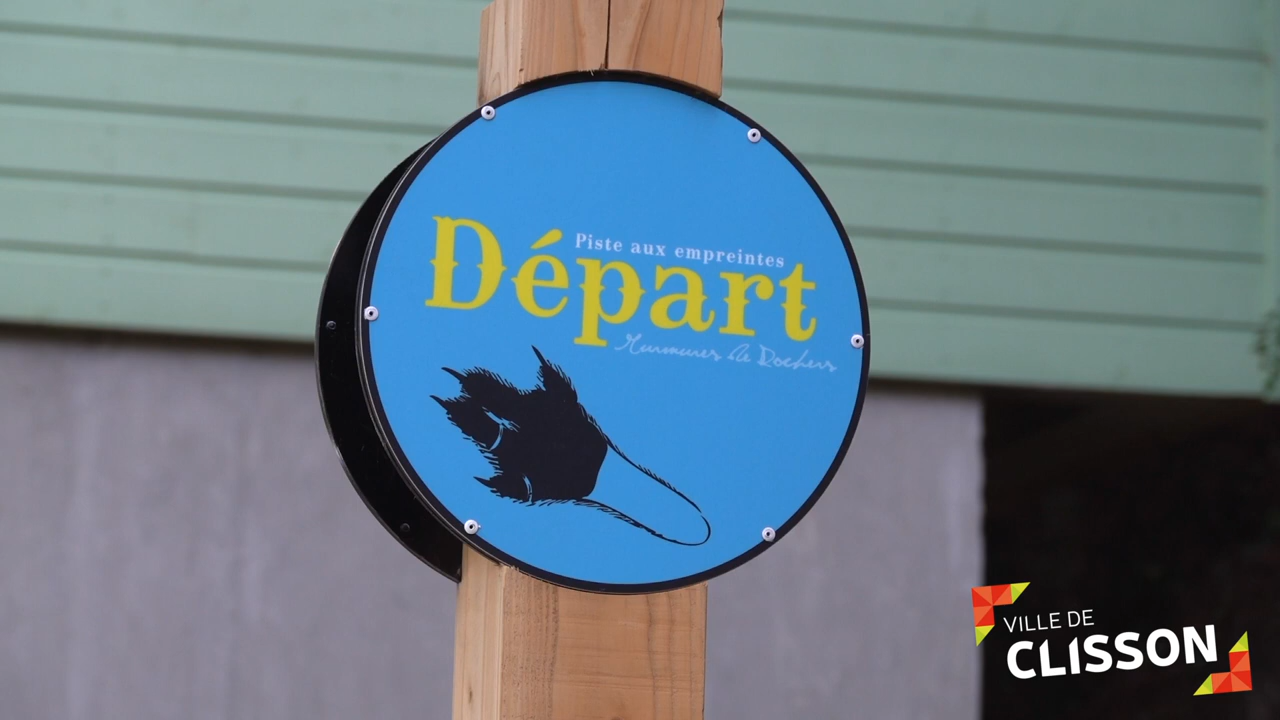 Piste aux empreintes
Départ
Murmures de Rochers
VILLE DE
CLISSON